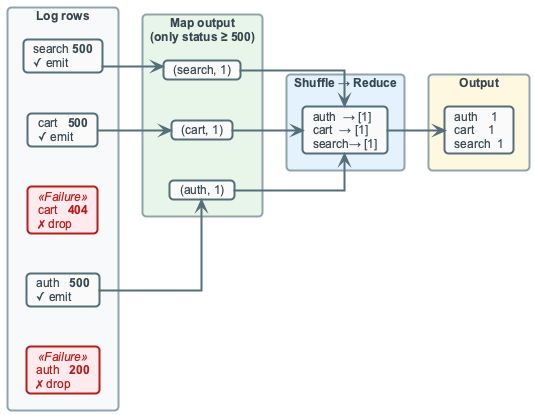 Log rows
search 500
✓ emit
cart 500
✓ emit
«Failure»
cart 404
✗ drop
auth 500
✓ emit
«Failure»
auth 200
✗ drop
Map output
(only status ≥ 500)
(search, 1)
(cart, 1)
(auth, 1)
Shuffle → Reduce
auth → [1]
cart → [1]
search→ [1]
Output
auth 1
cart 1
search 1